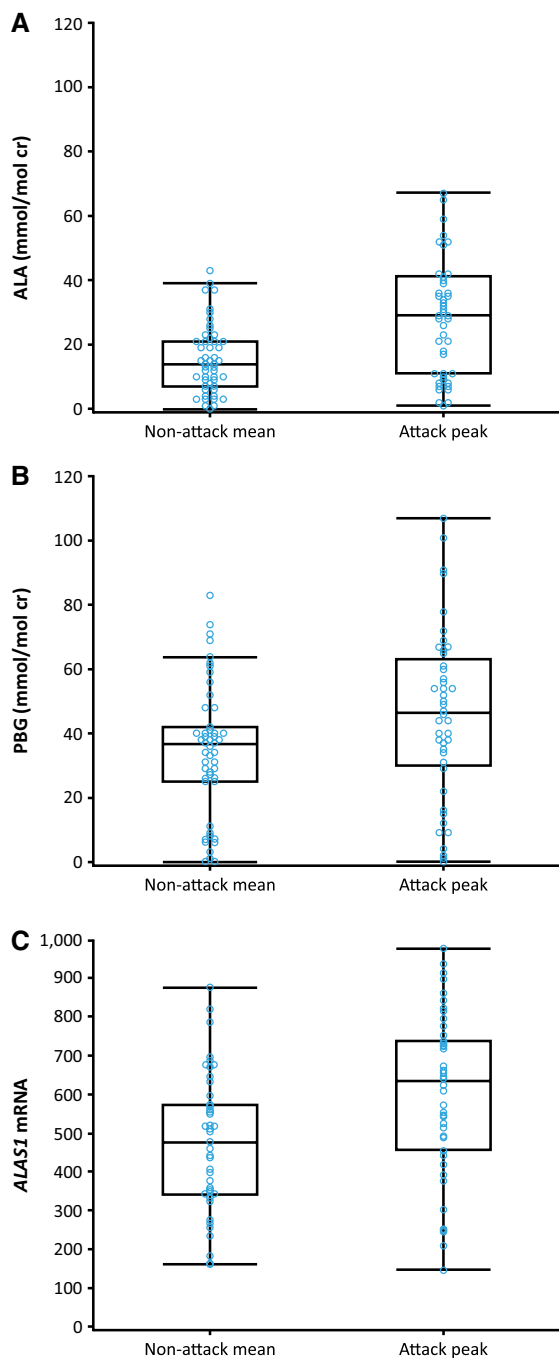 A
ALA (mmol/mol cr)
120
100
80
60
40
20
0
Non-attack mean
Attack peak
B
PBG (mmol/mol cr)
120
100
80
60
40
20
0
Non-attack mean
Attack peak
C
ALAS1 mRNA
1,000
900
800
700
600
500
400
300
200
100
0
Non-attack mean
Attack peak